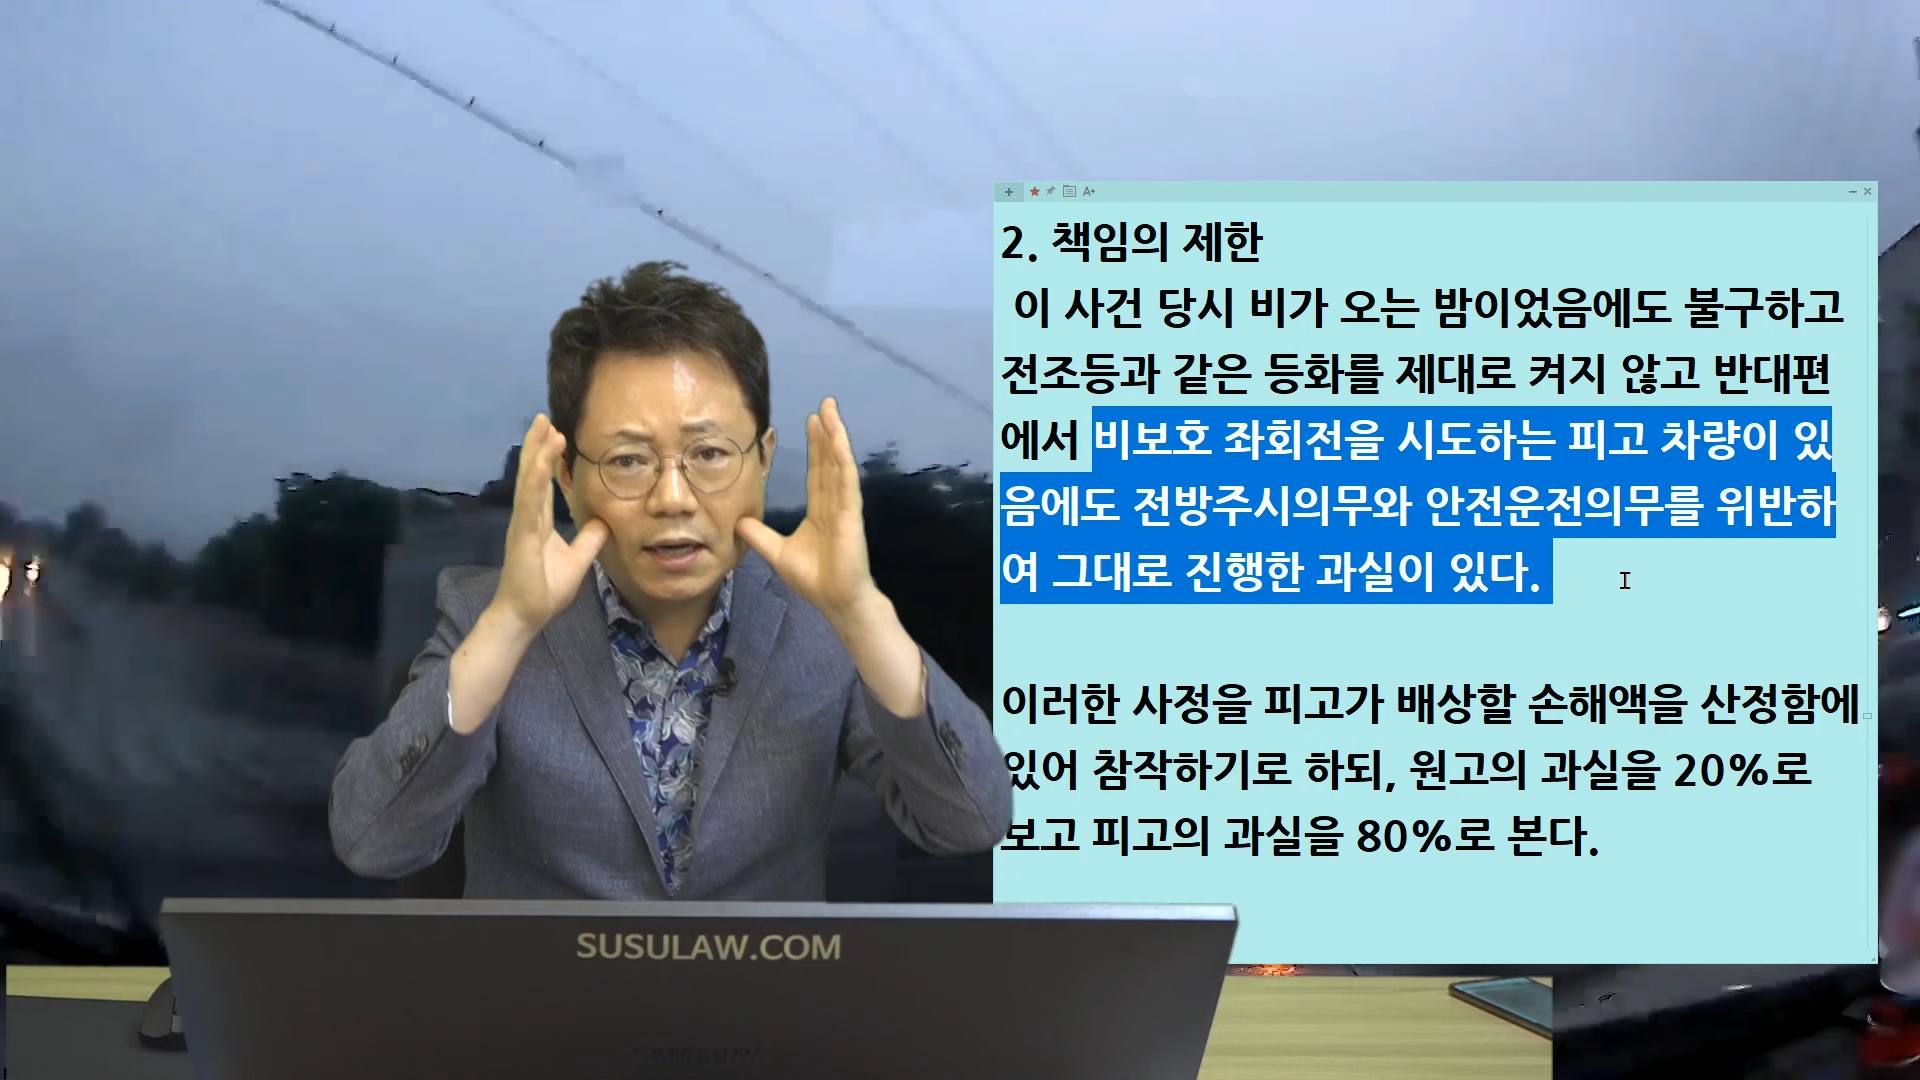 2. 책임의 제한
이 사건 당시 비가 오는 밤이었음에도 불구하고
전조등과 같은 등화를 제대로 켜지 않고 반대편
에서 비보호 좌회전을 시도하는 피고 차량이 있
음에도 전방주시의무와 안전운전의무를 위반하
여 그대로 진행한 과실이 있다.
이러한 사정을 피고가 배상할 손해액을 산정함에
있어 참작하기로 하되, 원고의 과실을 20%로
보고 피고의 과실을 80%로 본다.
SUSULAW.COM
SAMSUNG